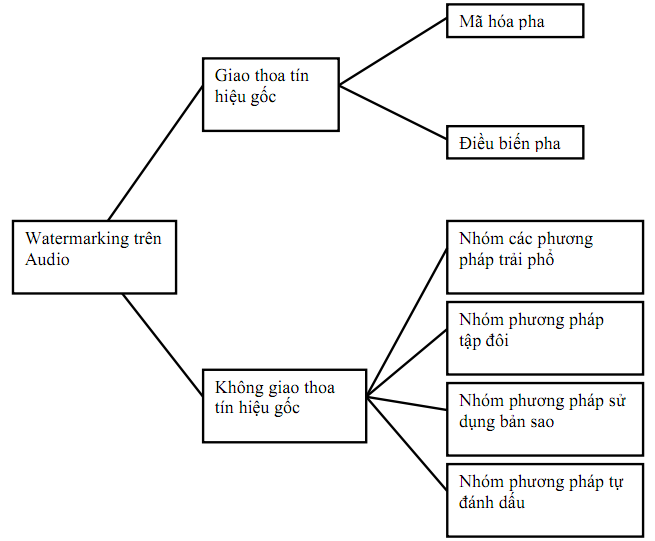 Mã hóa pha
Giao thoa tín
hiệu gốc
Điều biến pha
Watermarking trên
Audio
Nhóm các phương
pháp trải phổ
Nhóm phương pháp
tập đôi
Không giao thoa
tín hiệu gốc
Nhóm phương pháp sử
dụng bản sao
Nhóm phương pháp tự
đánh dấu